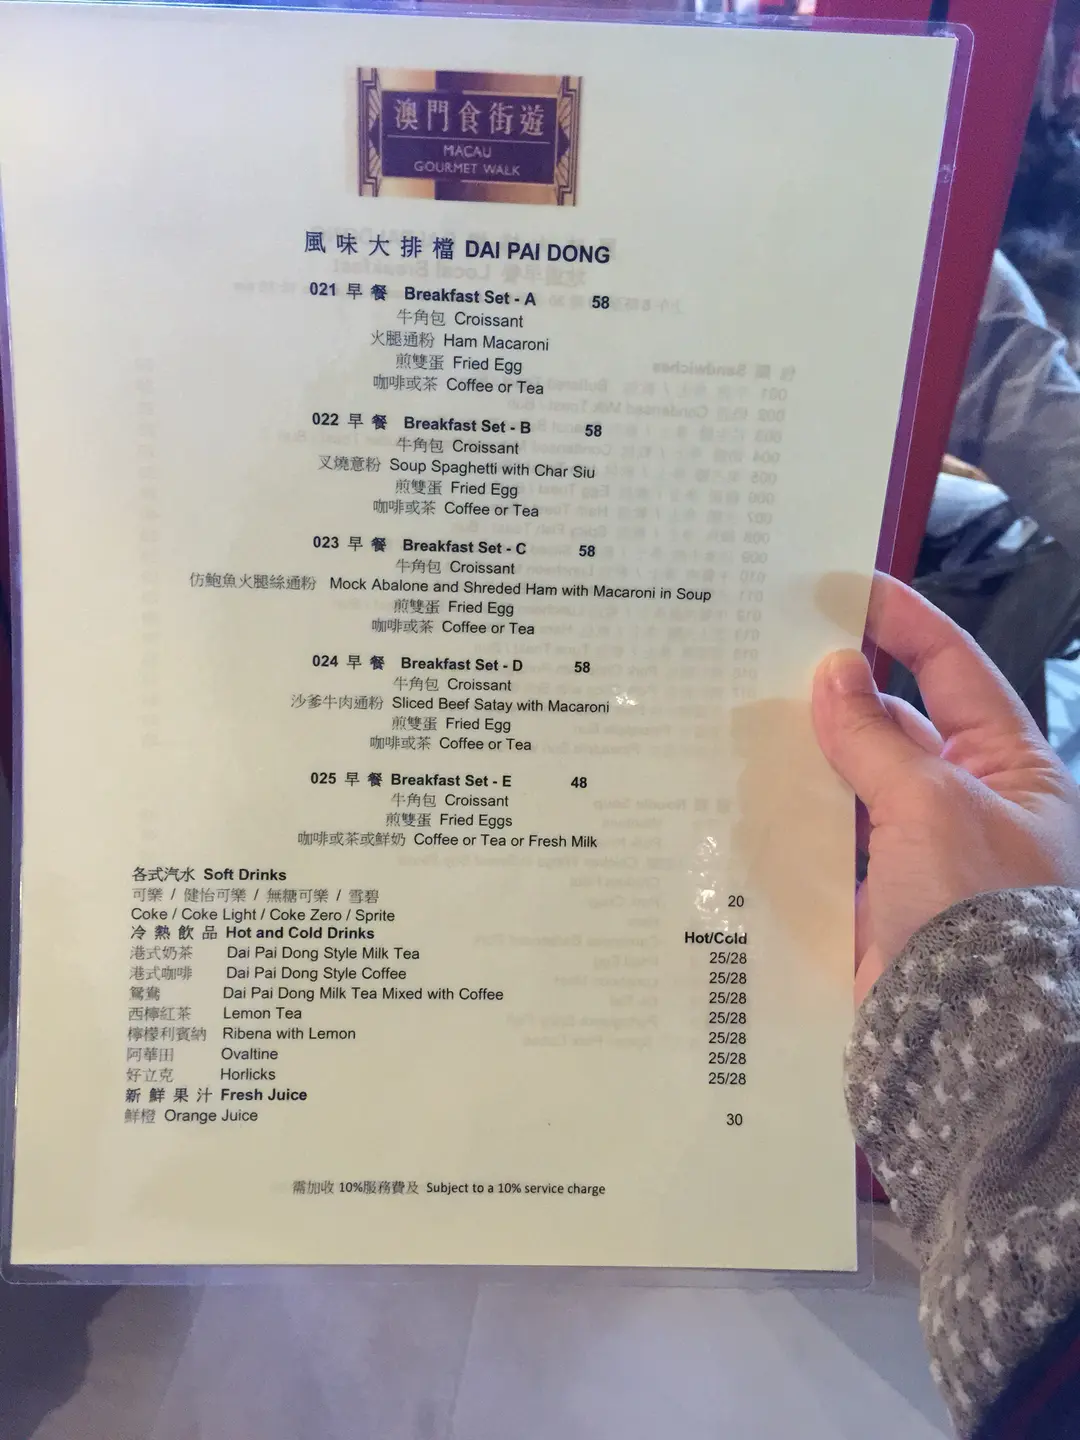 澳門食街遊
MACAU
GOURMET WALK
風味大排檔 DAI PAI DONG
021 早餐 Breakfast Set - A 58
牛角包 Croissant
火腿通粉 Ham Macaroni
煎雙蛋 Fried Egg
咖啡或茶 Coffee or Tea
022 早餐 Breakfast Set - B 58
牛角包 Croissant
叉燒意粉 Soup Spaghetti with Char Siu
煎雙蛋 Fried Egg
咖啡或茶 Coffee or Tea
023 早餐 Breakfast Set - C 58
牛角包 Croissant
仿鮑魚火腿絲通粉 Mock Abalone and Shreded Ham with Macaroni in Soup
煎雙蛋 Fried Egg
咖啡或茶 Coffee or Tea
024 早餐 Breakfast Set - D 58
牛角包 Croissant
沙爹牛肉通粉 Sliced Beef Satay with Macaroni
煎雙蛋 Fried Egg
咖啡或茶 Coffee or Tea
025 早餐 Breakfast Set - E 48
牛角包 Croissant
煎雙蛋 Fried Eggs
咖啡或茶或鮮奶 Coffee or Tea or Fresh Milk
各式汽水 Soft Drinks
可樂 / 健怡可樂 / 無糖可樂 / 雪碧 20
Coke / Coke Light / Coke Zero / Sprite
冷熱飲品 Hot and Cold Drinks Hot/Cold
港式奶茶 Dai Pai Dong Style Milk Tea 25/28
港式咖啡 Dai Pai Dong Style Coffee 25/28
鴛鴦 Dai Pai Dong Milk Tea Mixed with Coffee 25/28
西檸紅茶 Lemon Tea 25/28
檸檬利賓納 Ribena with Lemon 25/28
阿華田 Ovaltine 25/28
好立克 Horlicks 25/28
新鮮果汁 Fresh Juice
鮮橙 Orange Juice 30
需加收 10%服務費及 Subject to a 10% service charge